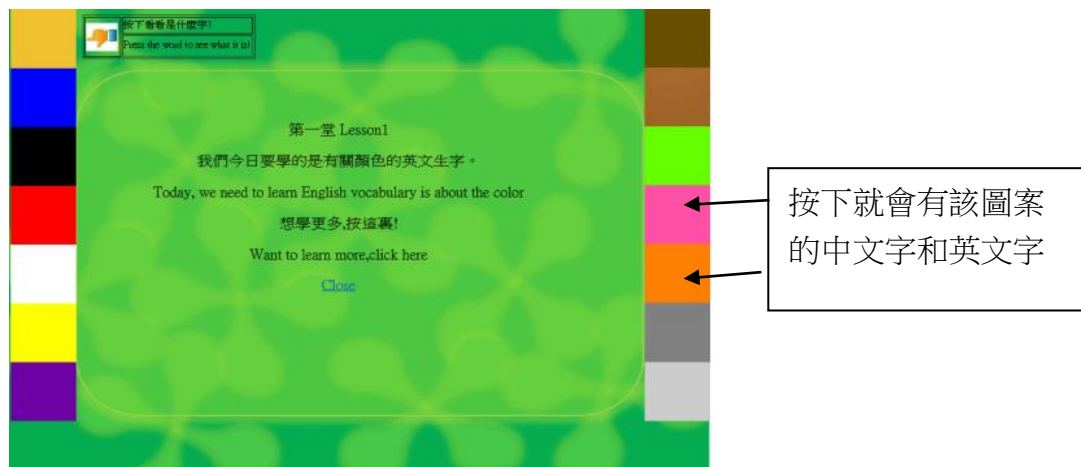 按下看看是什麼字!
Press the word to see what it is!
第一堂 Lesson1
我們今日要學的是有關顏色的英文生字。
Today, we need to learn English vocabulary is about the color
想學更多,按這裏!
Want to learn more,click here
Close
按下就會有該圖案
的中文字和英文字